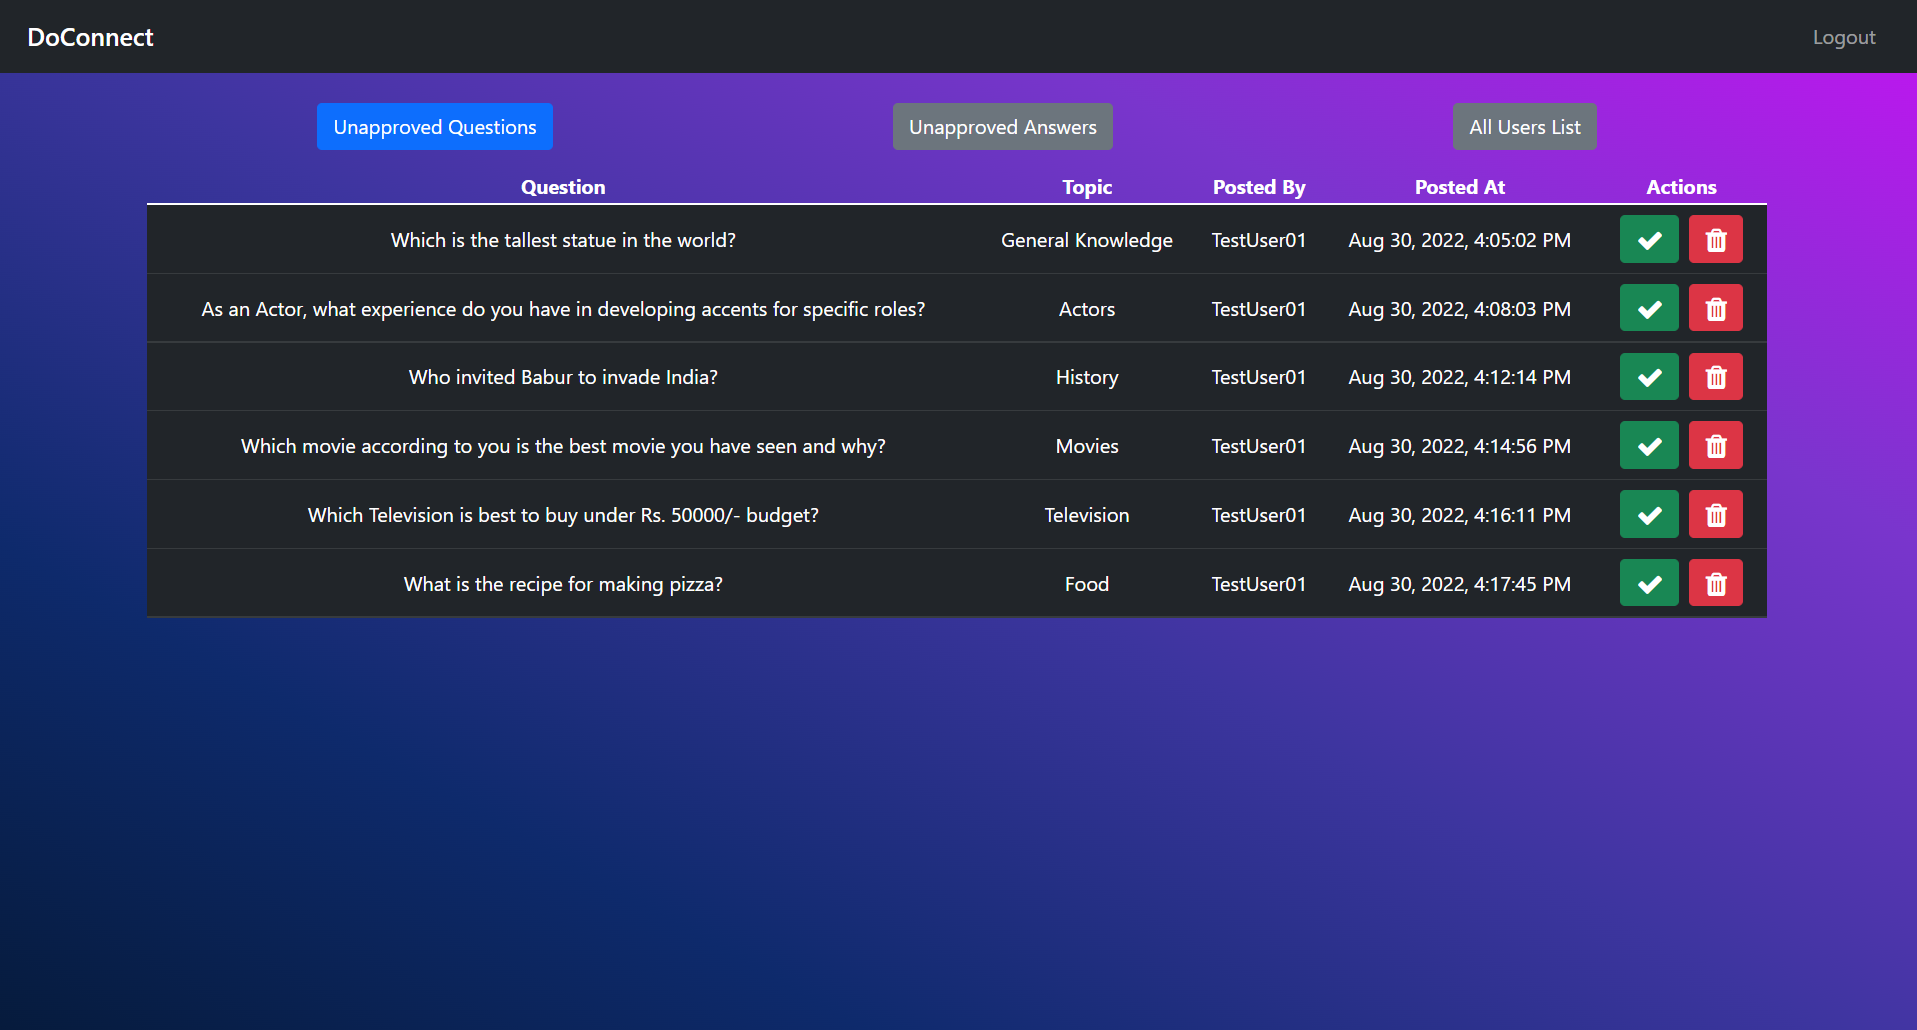 DoConnect Logout
Unapproved Questions Unapproved Answers All Users List
Question Topic Posted By Posted At Actions
Which is the tallest statue in the world? General Knowledge TestUser01 Aug 30, 2022, 4:05:02 PM
As an Actor, what experience do you have in developing accents for specific roles? Actors TestUser01 Aug 30, 2022, 4:08:03 PM
Who invited Babur to invade India? History TestUser01 Aug 30, 2022, 4:12:14 PM
Which movie according to you is the best movie you have seen and why? Movies TestUser01 Aug 30, 2022, 4:14:56 PM
Which Television is best to buy under Rs. 50000/- budget? Television TestUser01 Aug 30, 2022, 4:16:11 PM
What is the recipe for making pizza? Food TestUser01 Aug 30, 2022, 4:17:45 PM